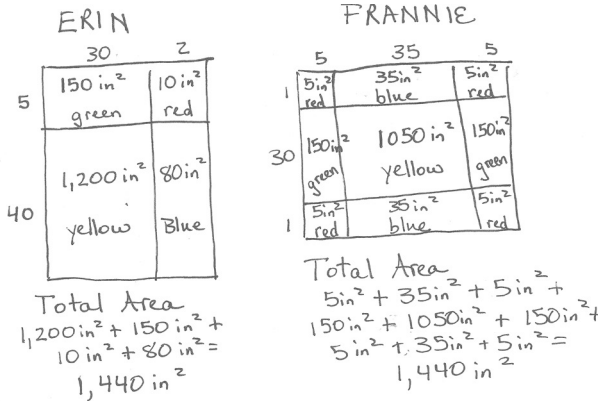 ERIN
30 2
5
150 in²
green
10 in²
red
40
1,200 in²
yellow
80 in²
Blue
Total Area
1,200 in² + 150 in² +
10 in² + 80 in² =
1,440 in²
FRANNIE
5 35 5
1
5 in²
red
35 in²
blue
5 in²
red
30
150 in²
green
1050 in²
yellow
150 in²
green
1
5 in²
red
35 in²
blue
5 in²
red
Total Area
5 in² + 35 in² + 5 in² +
150 in² + 1050 in² + 150 in² +
5 in² + 35 in² + 5 in² =
1,440 in²